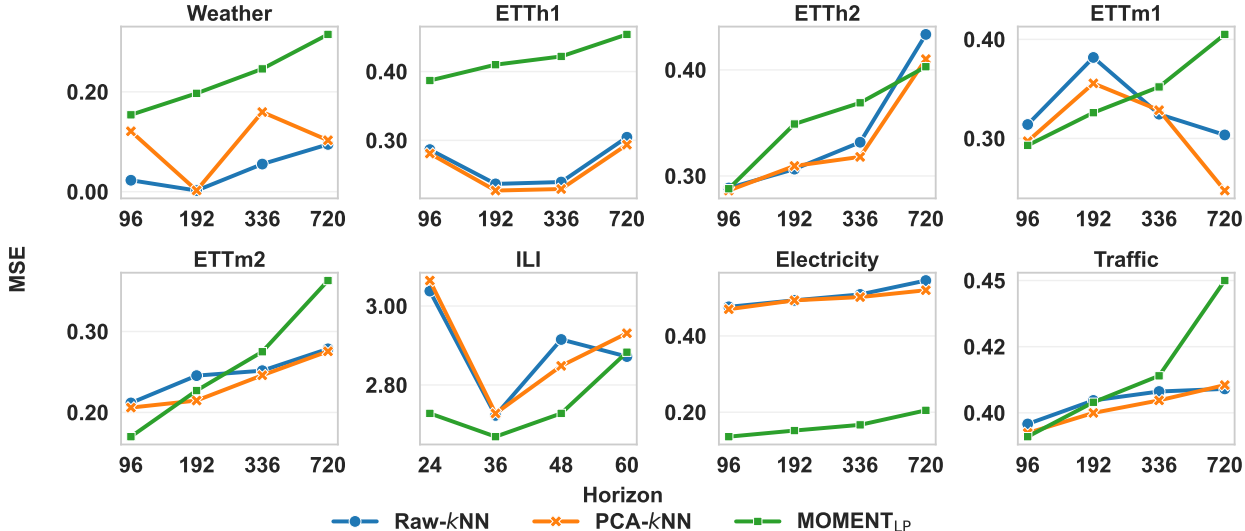 Weather
ETTh1
ETTh2
ETTm1
0.20
0.00
0.40
0.30
0.40
0.30
0.40
0.30
96 192 336 720
96 192 336 720
96 192 336 720
96 192 336 720
MSE
ETTm2
ILI
Electricity
Traffic
0.30
0.20
3.00
2.80
0.40
0.20
0.45
0.42
0.40
96 192 336 720
24 36 48 60
96 192 336 720
96 192 336 720
Horizon
Raw-kNN PCA-kNN MOMENT_LP